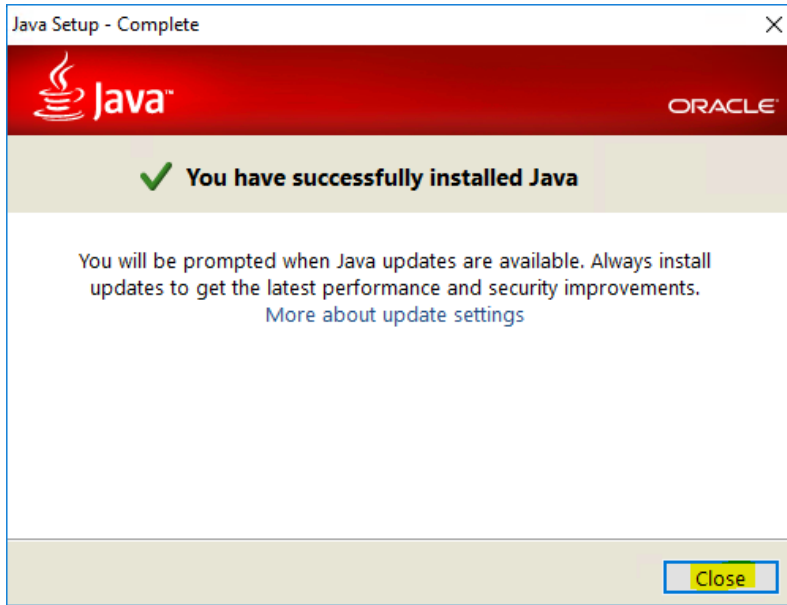 Java Setup - Complete
Java™
ORACLE®
You have successfully installed Java
You will be prompted when Java updates are available. Always install
updates to get the latest performance and security improvements.
More about update settings
Close